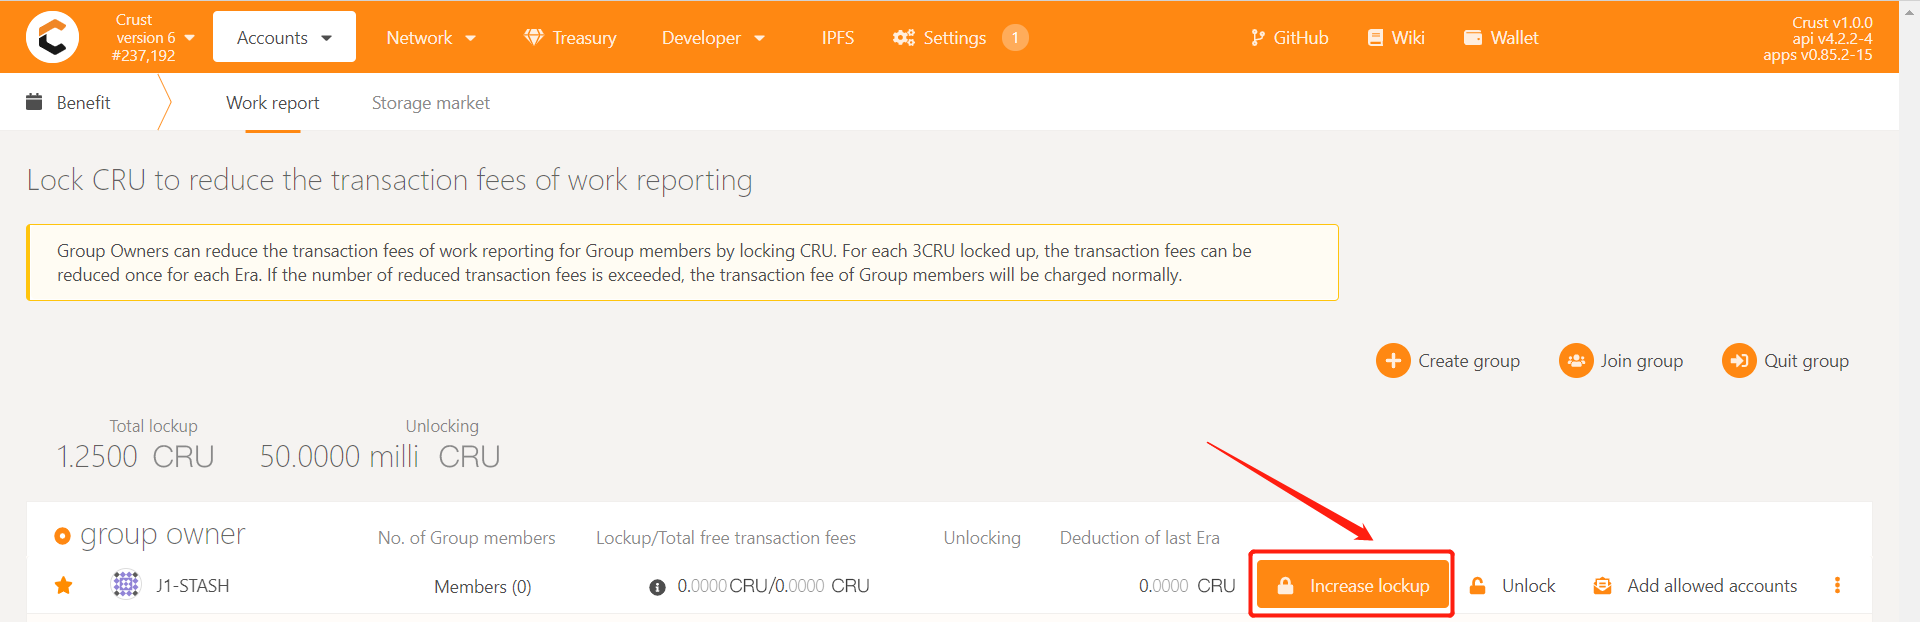 Crust
version 6
#237,192
Accounts
Network
Treasury
Developer
IPFS
Settings
1
GitHub
Wiki
Wallet
Crust v1.0.0
api v4.2.2-4
apps v0.85.2-15
Benefit
Work report
Storage market
Lock CRU to reduce the transaction fees of work reporting
Group Owners can reduce the transaction fees of work reporting for Group members by locking CRU. For each 3CRU locked up, the transaction fees can be
reduced once for each Era. If the number of reduced transaction fees is exceeded, the transaction fee of Group members will be charged normally.
Create group
Join group
Quit group
Total lockup
1.2500 CRU
Unlocking
50.0000 milli CRU
group owner
No. of Group members
Lockup/Total free transaction fees
Unlocking
Deduction of last Era
J1-STASH
Members (0)
0.0000 CRU/0.0000 CRU
0.0000 CRU
Increase lockup
Unlock
Add allowed accounts